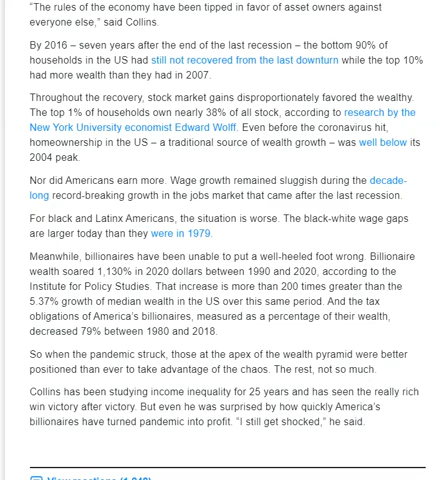 “The rules of the economy have been tipped in favor of asset owners against
everyone else,” said Collins.
By 2016 – seven years after the end of the last recession – the bottom 90% of
households in the US had still not recovered from the last downturn while the top 10%
had more wealth than they had in 2007.
Throughout the recovery, stock market gains disproportionately favored the wealthy.
The top 1% of households own nearly 38% of all stock, according to research by the
New York University economist Edward Wolff. Even before the coronavirus hit,
homeownership in the US – a traditional source of wealth growth – was well below its
2004 peak.
Nor did Americans earn more. Wage growth remained sluggish during the decade-
long record-breaking growth in the jobs market that came after the last recession.
For black and Latinx Americans, the situation is worse. The black-white wage gaps
are larger today than they were in 1979.
Meanwhile, billionaires have been unable to put a well-heeled foot wrong. Billionaire
wealth soared 1,130% in 2020 dollars between 1990 and 2020, according to the
Institute for Policy Studies. That increase is more than 200 times greater than the
5.37% growth of median wealth in the US over this same period. And the tax
obligations of America’s billionaires, measured as a percentage of their wealth,
decreased 79% between 1980 and 2018.
So when the pandemic struck, those at the apex of the wealth pyramid were better
positioned than ever to take advantage of the chaos. The rest, not so much.
Collins has been studying income inequality for 25 years and has seen the really rich
win victory after victory. But even he was surprised by how quickly America’s
billionaires have turned pandemic into profit. “I still get shocked,” he said.